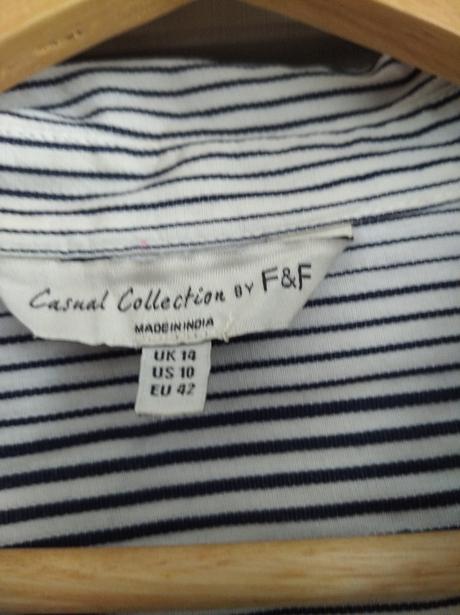 Casual Collection BY F&F
MADE IN INDIA
UK 14
US 10
EU 42